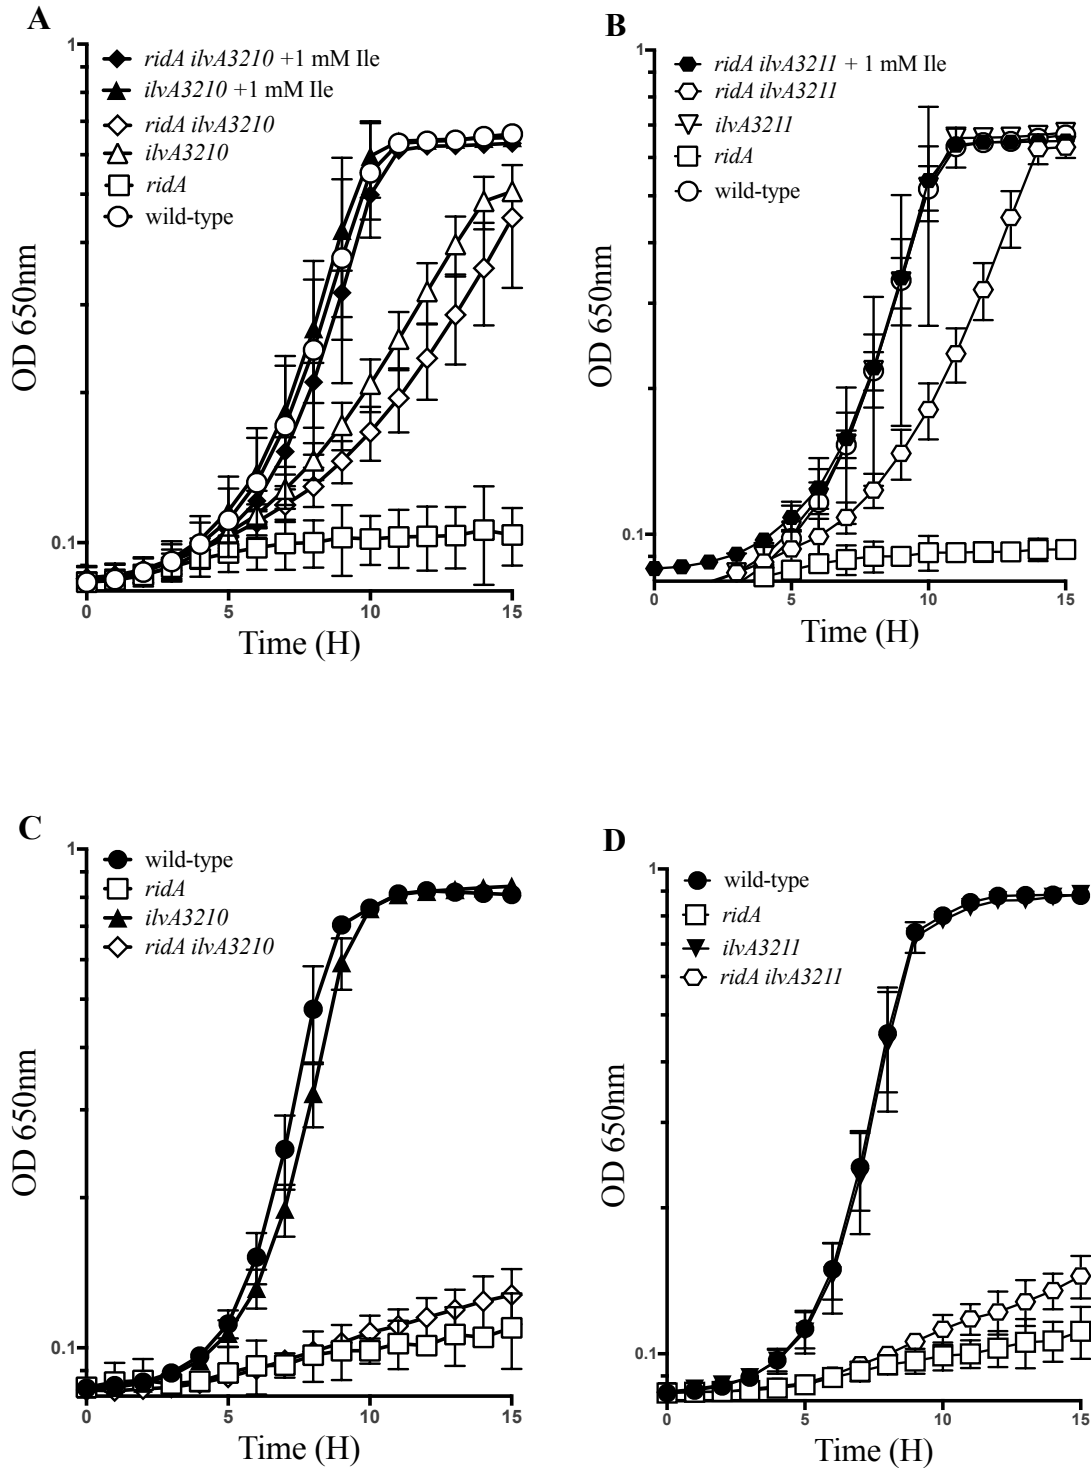 A
1
ridA ilvA3210 +1 mM Ile
ilvA3210 +1 mM Ile
ridA ilvA3210
ilvA3210
ridA
wild-type
OD 650nm
0.1
0 5 10 15
Time (H)
B
1
ridA ilvA3211 + 1 mM Ile
ridA ilvA3211
ilvA3211
ridA
wild-type
OD 650nm
0.1
0 5 10 15
Time (H)
C
1
wild-type
ridA
ilvA3210
ridA ilvA3210
OD 650nm
0.1
0 5 10 15
Time (H)
D
1
wild-type
ridA
ilvA3211
ridA ilvA3211
OD 650nm
0.1
0 5 10 15
Time (H)